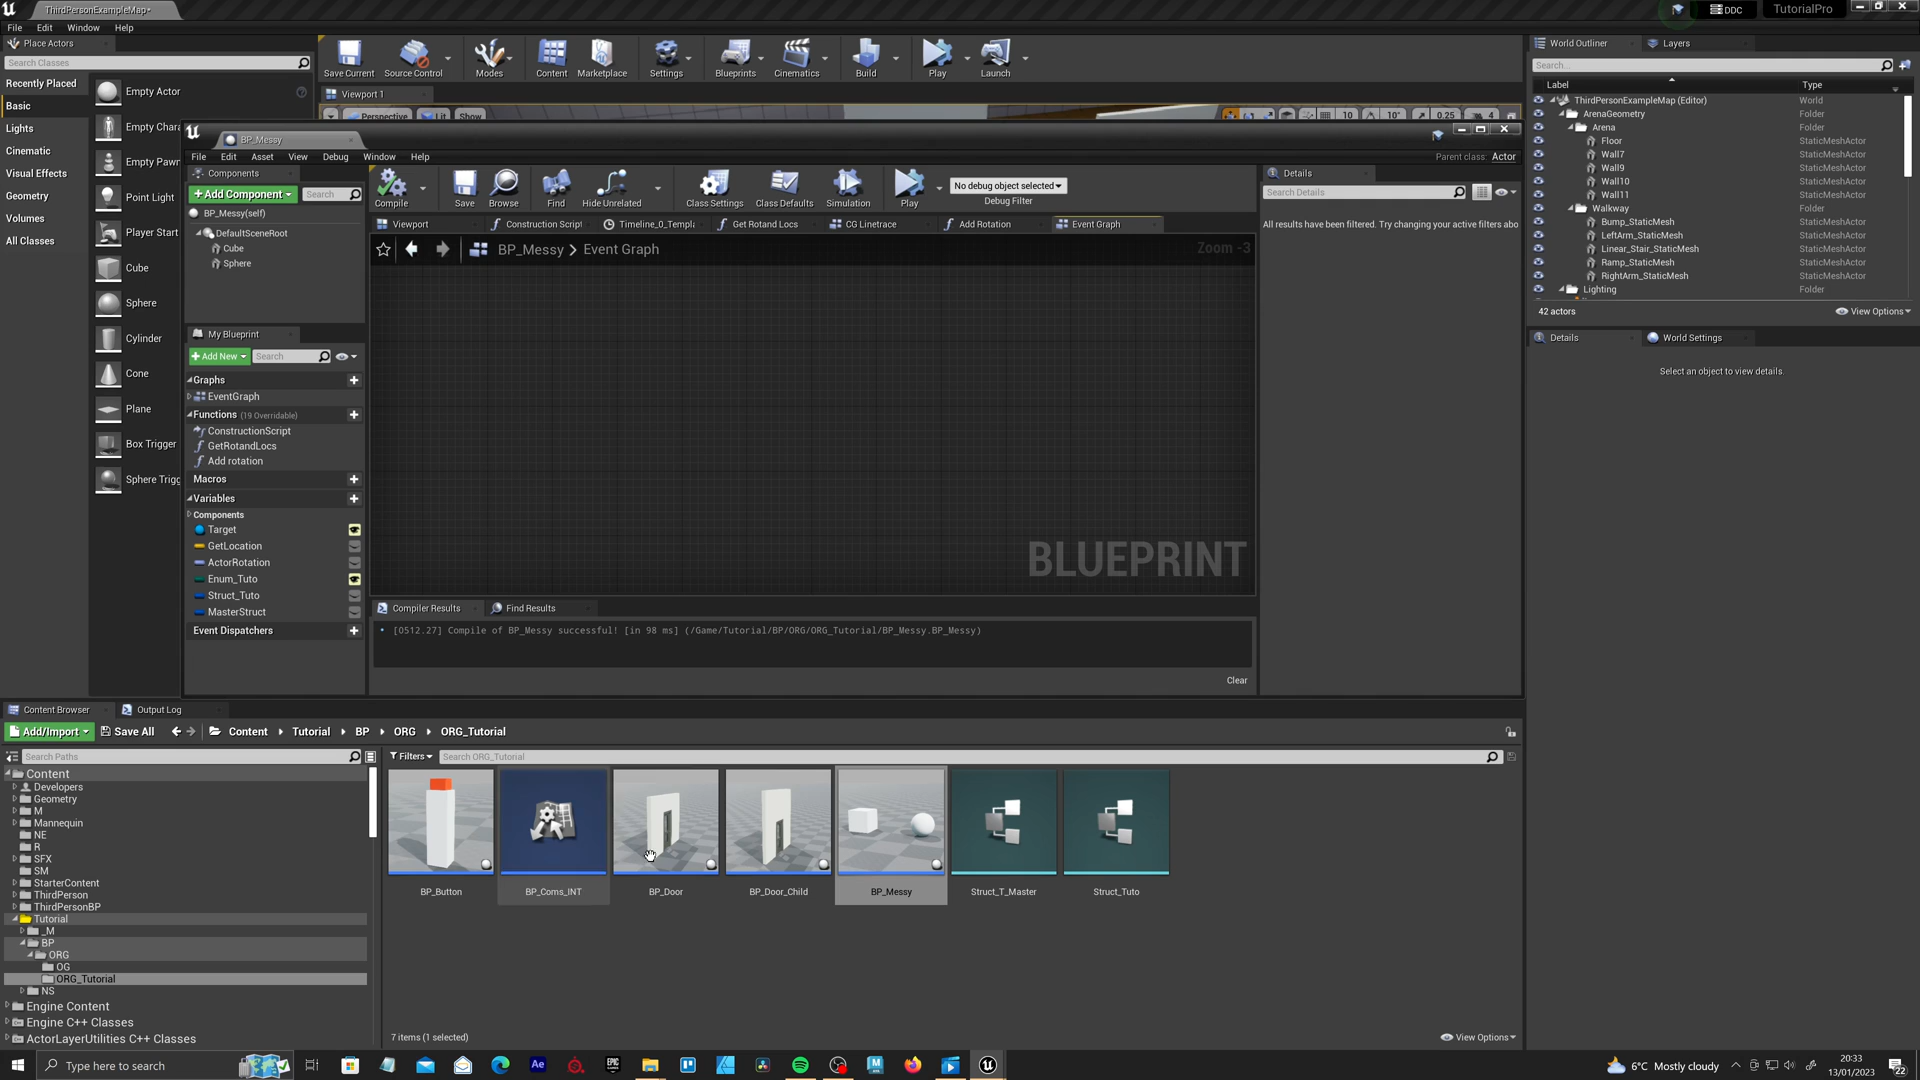 ThirdPersonExampleMap•
DDC
TutorialPro
File Edit Window Help
Place Actors
Search Classes
Recently Placed
Basic
Lights
Cinematic
Visual Effects
Geometry
Volumes
All Classes
Empty Actor
Empty Chara
Empty Pawn
Point Light
Player Start
Cube
Sphere
Cylinder
Cone
Plane
Box Trigger
Sphere Trigg
Save Current
Source Control
Modes
Content
Marketplace
Settings
Blueprints
Cinematics
Build
Play
Launch
Viewport 1
Perspective Lit Show
10 10° 0.25 4
BP_Messy
File Edit Asset View Debug Window Help
Parent class: Actor
Components
+ Add Component
Search
BP_Messy(self)
DefaultSceneRoot
Cube
Sphere
My Blueprint
+ Add New
Search
Graphs
EventGraph
Functions (19 Overridable)
ConstructionScript
GetRotandLocs
Add rotation
Macros
Variables
Components
Target
GetLocation
ActorRotation
Enum_Tuto
Struct_Tuto
MasterStruct
Event Dispatchers
Compile
Save
Browse
Find
Hide Unrelated
Class Settings
Class Defaults
Simulation
Play
No debug object selected
Debug Filter
Viewport
Construction Script
Timeline_0_Templa
Get Rotand Locs
CG Linetrace
Add Rotation
Event Graph
BP_Messy > Event Graph
Zoom -3
BLUEPRINT
Compiler Results
Find Results
[0512.27] Compile of BP_Messy successful! [in 98 ms] (/Game/Tutorial/BP/ORG/ORG_Tutorial/BP_Messy.BP_Messy)
Clear
Details
Search Details
All results have been filtered. Try changing your active filters abo
World Outliner
Layers
Search...
Label Type
ThirdPersonExampleMap (Editor) World
ArenaGeometry Folder
Arena Folder
Floor StaticMeshActor
Wall7 StaticMeshActor
Wall9 StaticMeshActor
Wall10 StaticMeshActor
Wall11 StaticMeshActor
Walkway Folder
Bump_StaticMesh StaticMeshActor
LeftArm_StaticMesh StaticMeshActor
Linear_Stair_StaticMesh StaticMeshActor
Ramp_StaticMesh StaticMeshActor
RightArm_StaticMesh StaticMeshActor
Lighting Folder
42 actors
View Options
Details
World Settings
Select an object to view details.
Content Browser
Output Log
Add/Import
Save All
Content Tutorial BP ORG ORG_Tutorial
Search Paths
Content
Developers
Geometry
M
Mannequin
NE
R
SFX
SM
StarterContent
ThirdPerson
ThirdPersonBP
Tutorial
_M
BP
ORG
OG
ORG_Tutorial
NS
Engine Content
Engine C++ Classes
ActorLayerUtilities C++ Classes
Filters
Search ORG_Tutorial
BP_Button
BP_Coms_INT
BP_Door
BP_Door_Child
BP_Messy
Struct_T_Master
Struct_Tuto
7 items (1 selected)
View Options
Type here to search
Ae
EPIC GAMES
M
6°C Mostly cloudy
20:33
13/01/2023
22